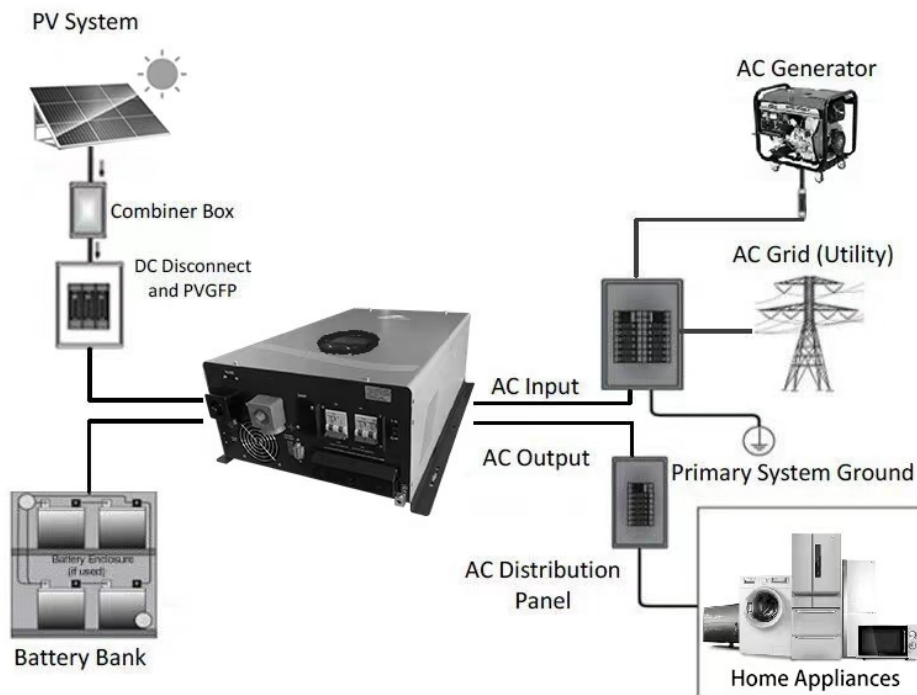 PV System
AC Generator
Combiner Box
DC Disconnect
and PVGFP
AC Grid (Utility)
AC Input
AC Output
Primary System Ground
Battery Enclosure
(if used)
AC Distribution
Panel
Battery Bank
Home Appliances